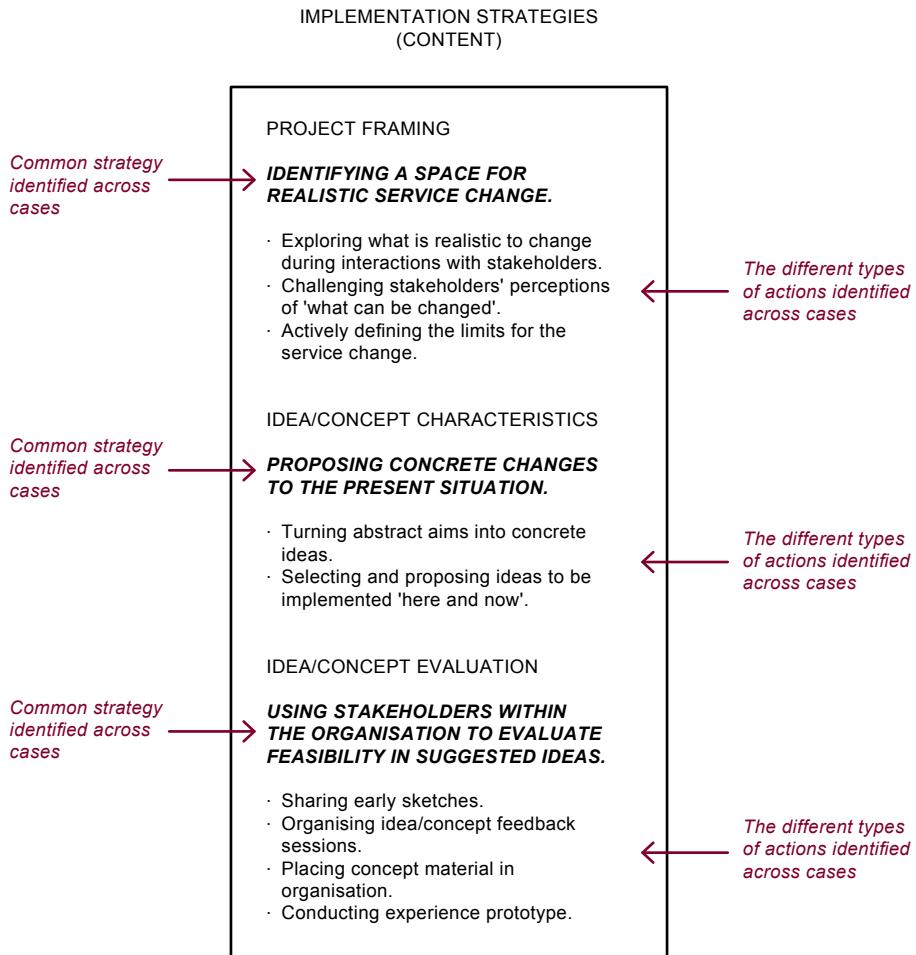 IMPLEMENTATION STRATEGIES
(CONTENT)
PROJECT FRAMING
Common strategy
identified across
cases
IDENTIFYING A SPACE FOR
REALISTIC SERVICE CHANGE.
· Exploring what is realistic to change
during interactions with stakeholders.
· Challenging stakeholders' perceptions
of 'what can be changed'.
· Actively defining the limits for the
service change.
The different types
of actions identified
across cases
IDEA/CONCEPT CHARACTERISTICS
Common strategy
identified across
cases
PROPOSING CONCRETE CHANGES
TO THE PRESENT SITUATION.
· Turning abstract aims into concrete
ideas.
· Selecting and proposing ideas to be
implemented 'here and now'.
The different types
of actions identified
across cases
IDEA/CONCEPT EVALUATION
Common strategy
identified across
cases
USING STAKEHOLDERS WITHIN
THE ORGANISATION TO EVALUATE
FEASIBILITY IN SUGGESTED IDEAS.
· Sharing early sketches.
· Organising idea/concept feedback
sessions.
· Placing concept material in
organisation.
· Conducting experience prototype.
The different types
of actions identified
across cases